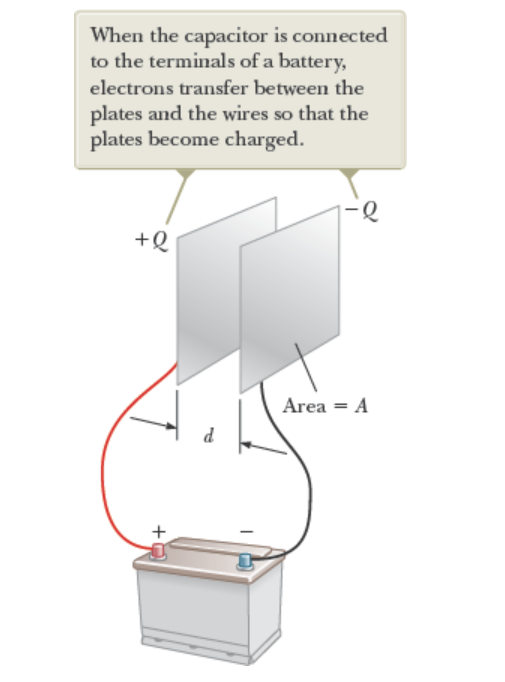 When the capacitor is connected
to the terminals of a battery,
electrons transfer between the
plates and the wires so that the
plates become charged.
−Q
+Q
Area = A
d
+
−